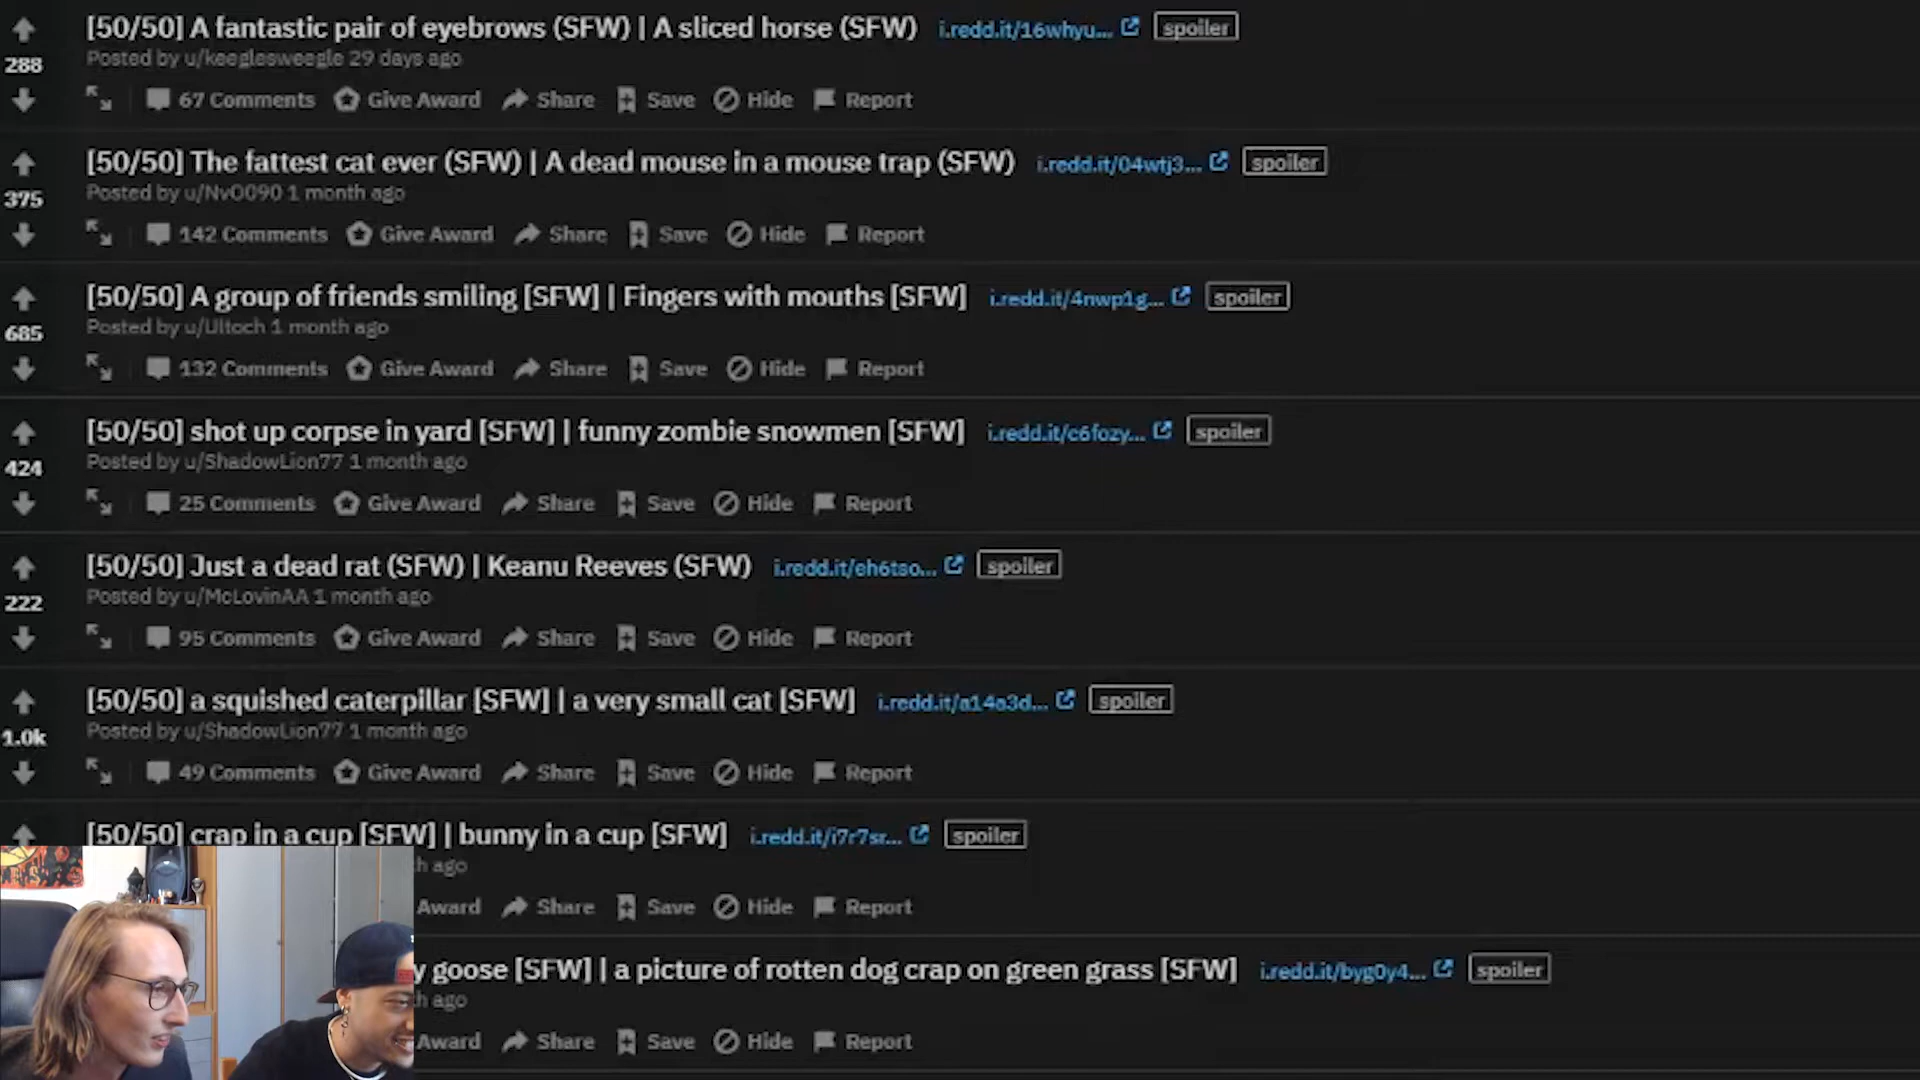 [50/50] A fantastic pair of eyebrows (SFW) | A sliced horse (SFW) i.redd.it/16whyu... spoiler
288
Posted by u/keeglesweegle 29 days ago
67 Comments Give Award Share Save Hide Report
[50/50] The fattest cat ever (SFW) | A dead mouse in a mouse trap (SFW) i.redd.it/04wtj3... spoiler
375
Posted by u/NvO090 1 month ago
142 Comments Give Award Share Save Hide Report
[50/50] A group of friends smiling [SFW] | Fingers with mouths [SFW] i.redd.it/4nwp1g... spoiler
685
Posted by u/Ultoch 1 month ago
132 Comments Give Award Share Save Hide Report
[50/50] shot up corpse in yard [SFW] | funny zombie snowmen [SFW] i.redd.it/c6fozy... spoiler
424
Posted by u/ShadowLion77 1 month ago
25 Comments Give Award Share Save Hide Report
[50/50] Just a dead rat (SFW) | Keanu Reeves (SFW) i.redd.it/eh6tso... spoiler
222
Posted by u/McLovinAA 1 month ago
95 Comments Give Award Share Save Hide Report
[50/50] a squished caterpillar [SFW] | a very small cat [SFW] i.redd.it/a14a3d... spoiler
1.0k
Posted by u/ShadowLion77 1 month ago
49 Comments Give Award Share Save Hide Report
[50/50] crap in a cup [SFW] | bunny in a cup [SFW] i.redd.it/i7r7sr... spoiler
h ago
Award Share Save Hide Report
y goose [SFW] | a picture of rotten dog crap on green grass [SFW] i.redd.it/byg0y4... spoiler
h ago
Award Share Save Hide Report